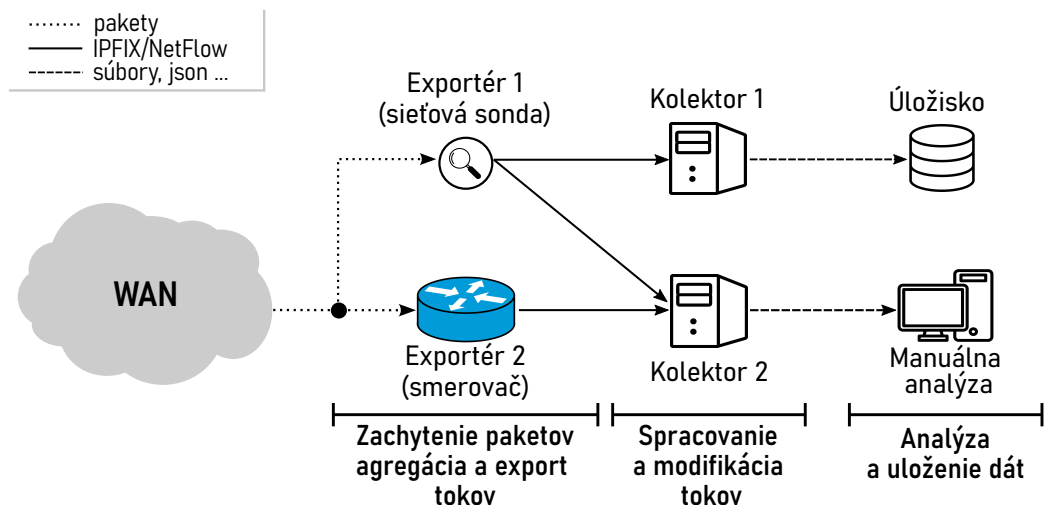 pakety
IPFIX/NetFlow
súbory, json ...
Exportér 1
(sieťová sonda)
Kolektor 1
Úložisko
WAN
Exportér 2
(smerovač)
Kolektor 2
Manuálna
analýza
Zachytenie paketov
agregácia a export
tokov
Spracovanie
a modifikácia
tokov
Analýza
a uloženie dát